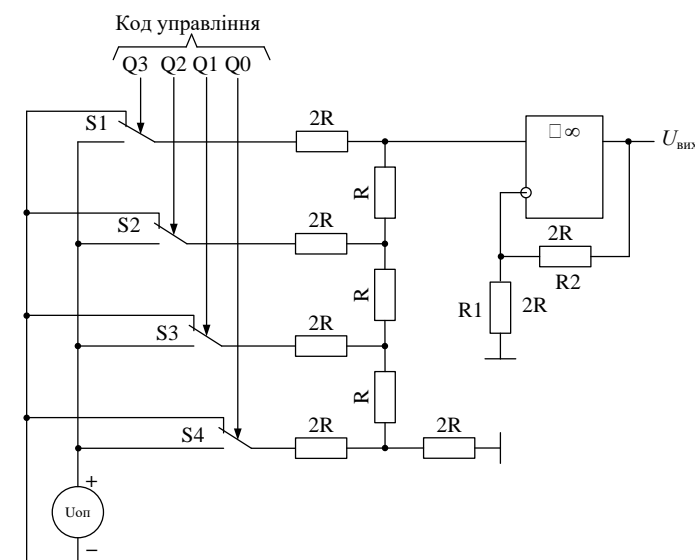 Код управління
Q3 Q2 Q1 Q0
S1
2R
∞
Uвих
R
S2
2R
2R
R2
R
R1
2R
S3
2R
R
S4
2R
2R
+
Uоп
−